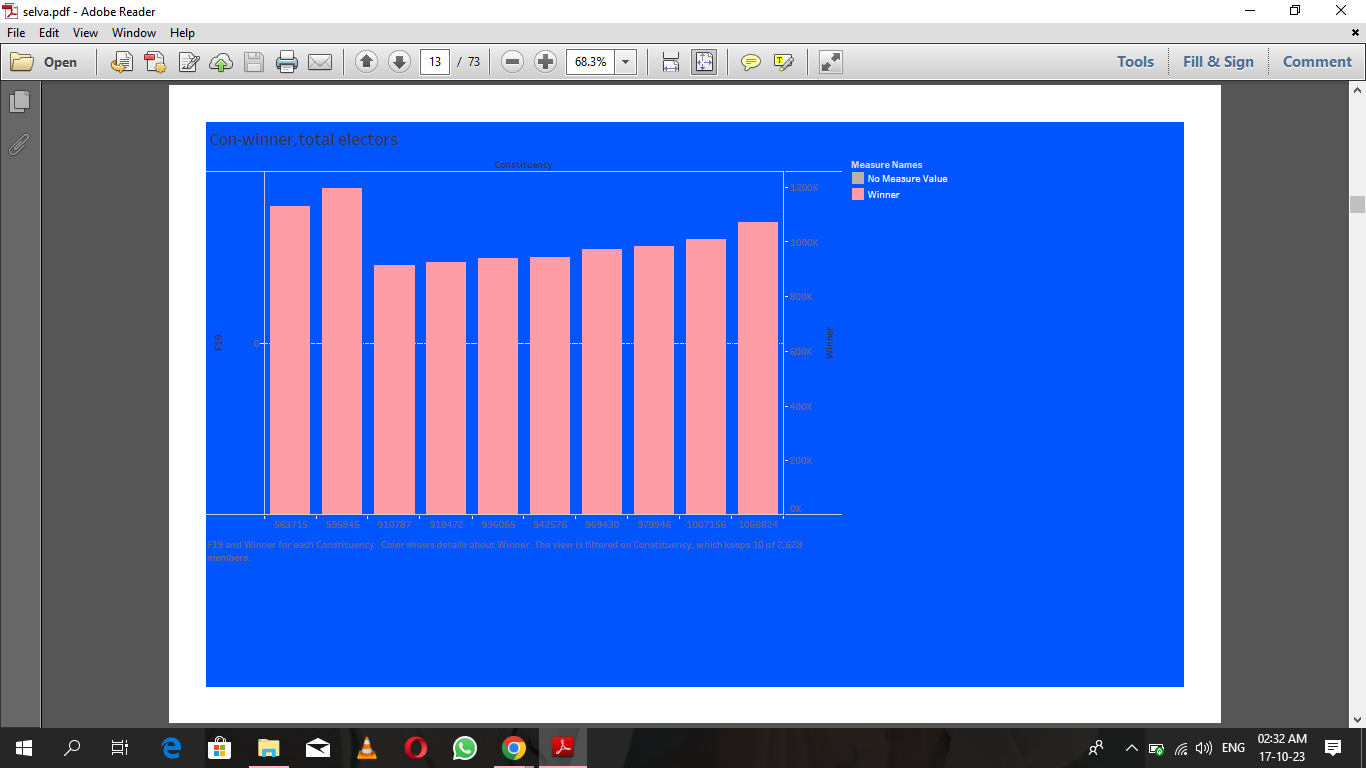 selva.pdf - Adobe Reader
File Edit View Window Help
Open 13 / 73 68.3% Tools Fill & Sign Comment
Con-winner,total electors
Constituency
Measure Names
No Measure Value
Winner
1200K
1000K
800K
600K
400K
200K
0K
Winner
F19
0
563715 595845 910787 918472 936065 942576 969430 979946 1007156 1066824
F19 and Winner for each Constituency. Color shows details about Winner. The view is filtered on Constituency, which keeps 10 of 2,628
members.
ENG
02:32 AM
17-10-23